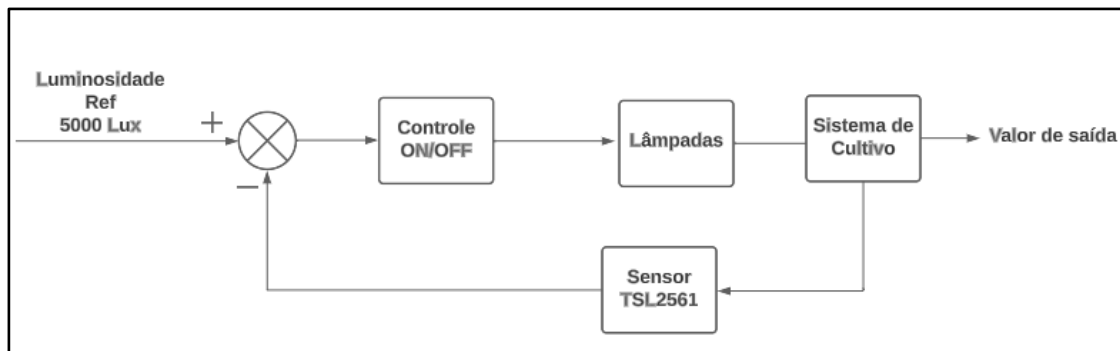 Luminosidade
Ref
5000 Lux
+
−
Controle
ON/OFF
Lâmpadas
Sistema de
Cultivo
Valor de saída
Sensor
TSL2561